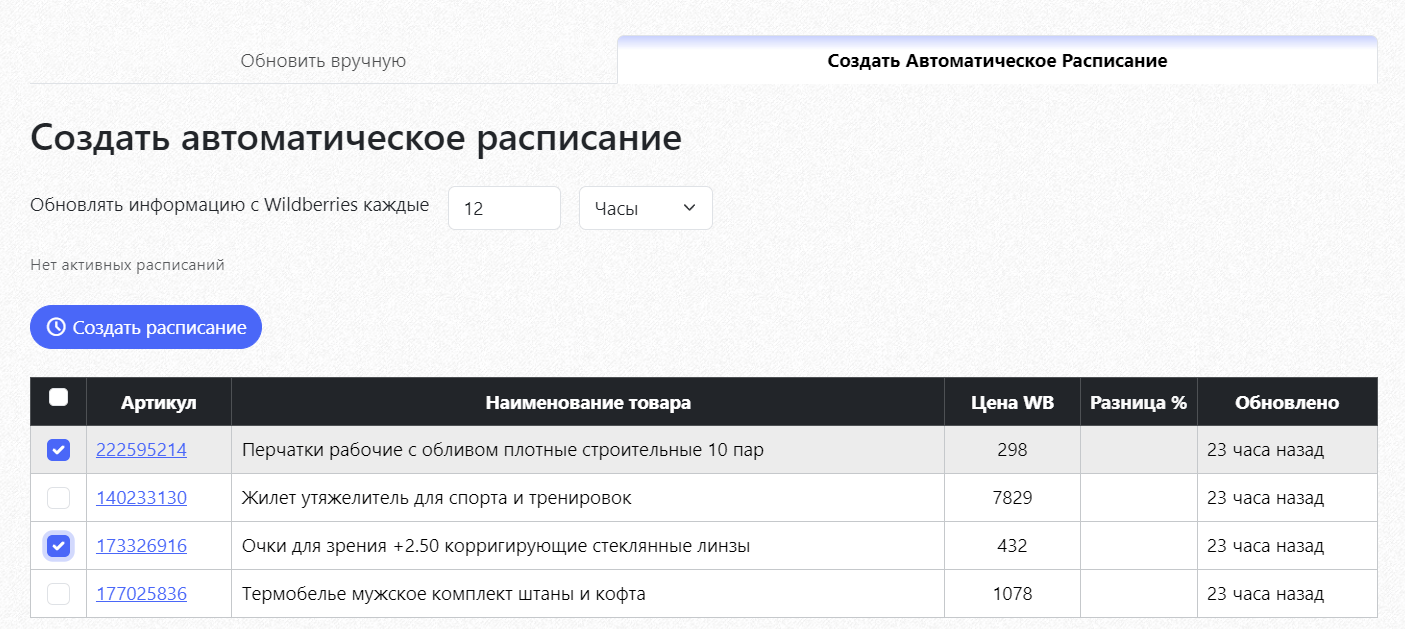 Обновить вручную
Создать Автоматическое Расписание
Создать автоматическое расписание
Обновлять информацию с Wildberries каждые 12 Часы
Нет активных расписаний
Создать расписание
Артикул Наименование товара Цена WB Разница % Обновлено
222595214 Перчатки рабочие с обливом плотные строительные 10 пар 298 23 часа назад
140233130 Жилет утяжелитель для спорта и тренировок 7829 23 часа назад
173326916 Очки для зрения +2.50 корригирующие стеклянные линзы 432 23 часа назад
177025836 Термобелье мужское комплект штаны и кофта 1078 23 часа назад